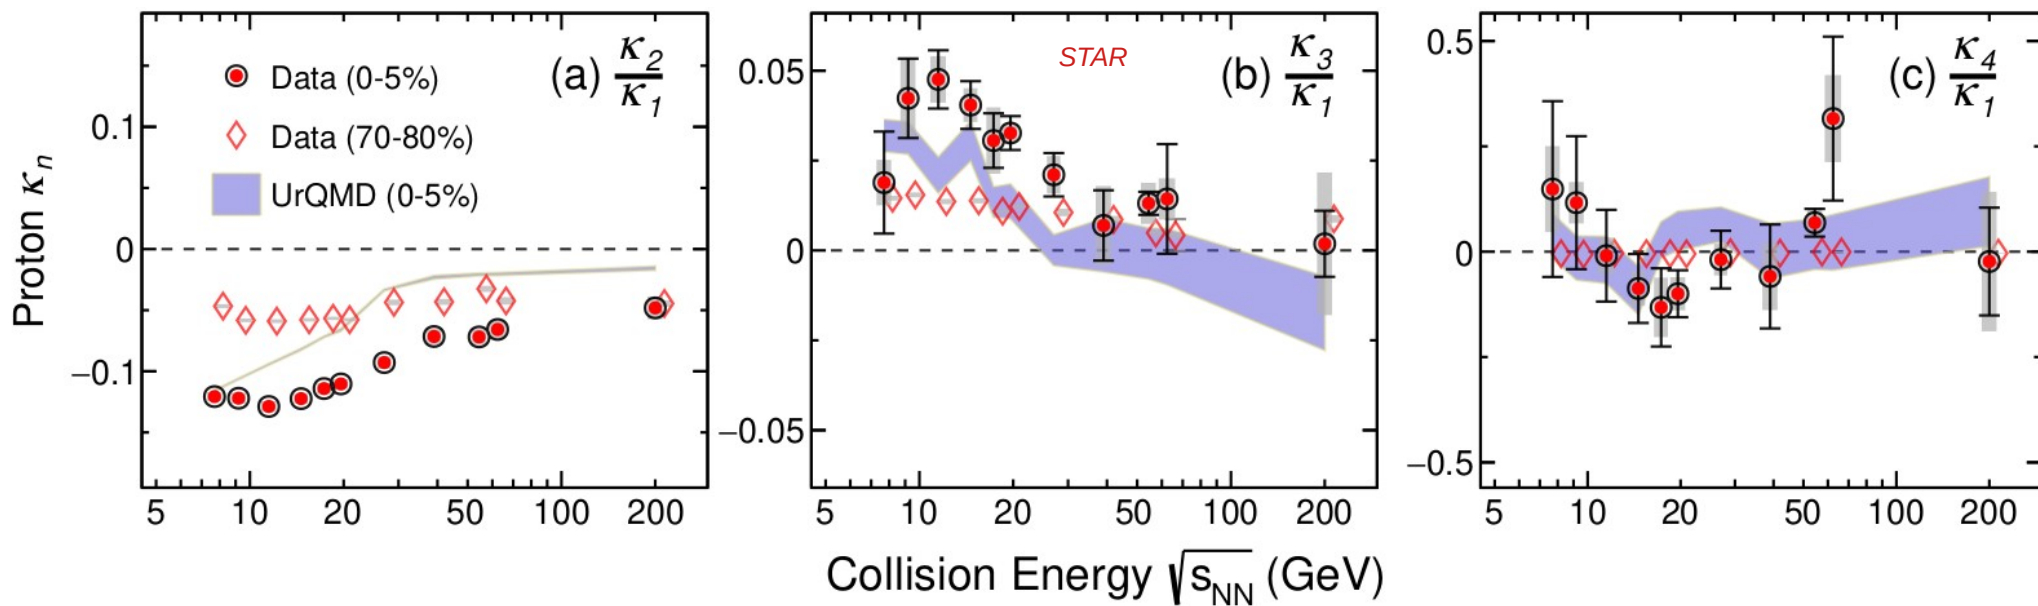 Proton κn
Data (0-5%)
Data (70-80%)
UrQMD (0-5%)
(a) κ2
κ1
0.1
0
−0.1
5 10 20 50 100 200
STAR
(b) κ3
κ1
0.05
0
−0.05
5 10 20 50 100 200
(c) κ4
κ1
0.5
0
−0.5
5 10 20 50 100 200
Collision Energy √sNN (GeV)